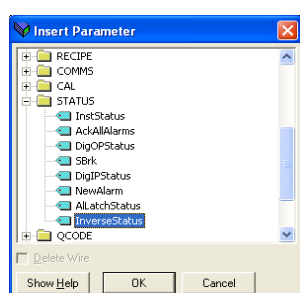 Insert Parameter
RECIPE
COMMS
CAL
STATUS
InstStatus
AckAllAlarms
DigOPStatus
SBrk
DigIPStatus
NewAlarm
AlLatchStatus
InverseStatus
QCODE
Delete Wire
Show Help
OK
Cancel